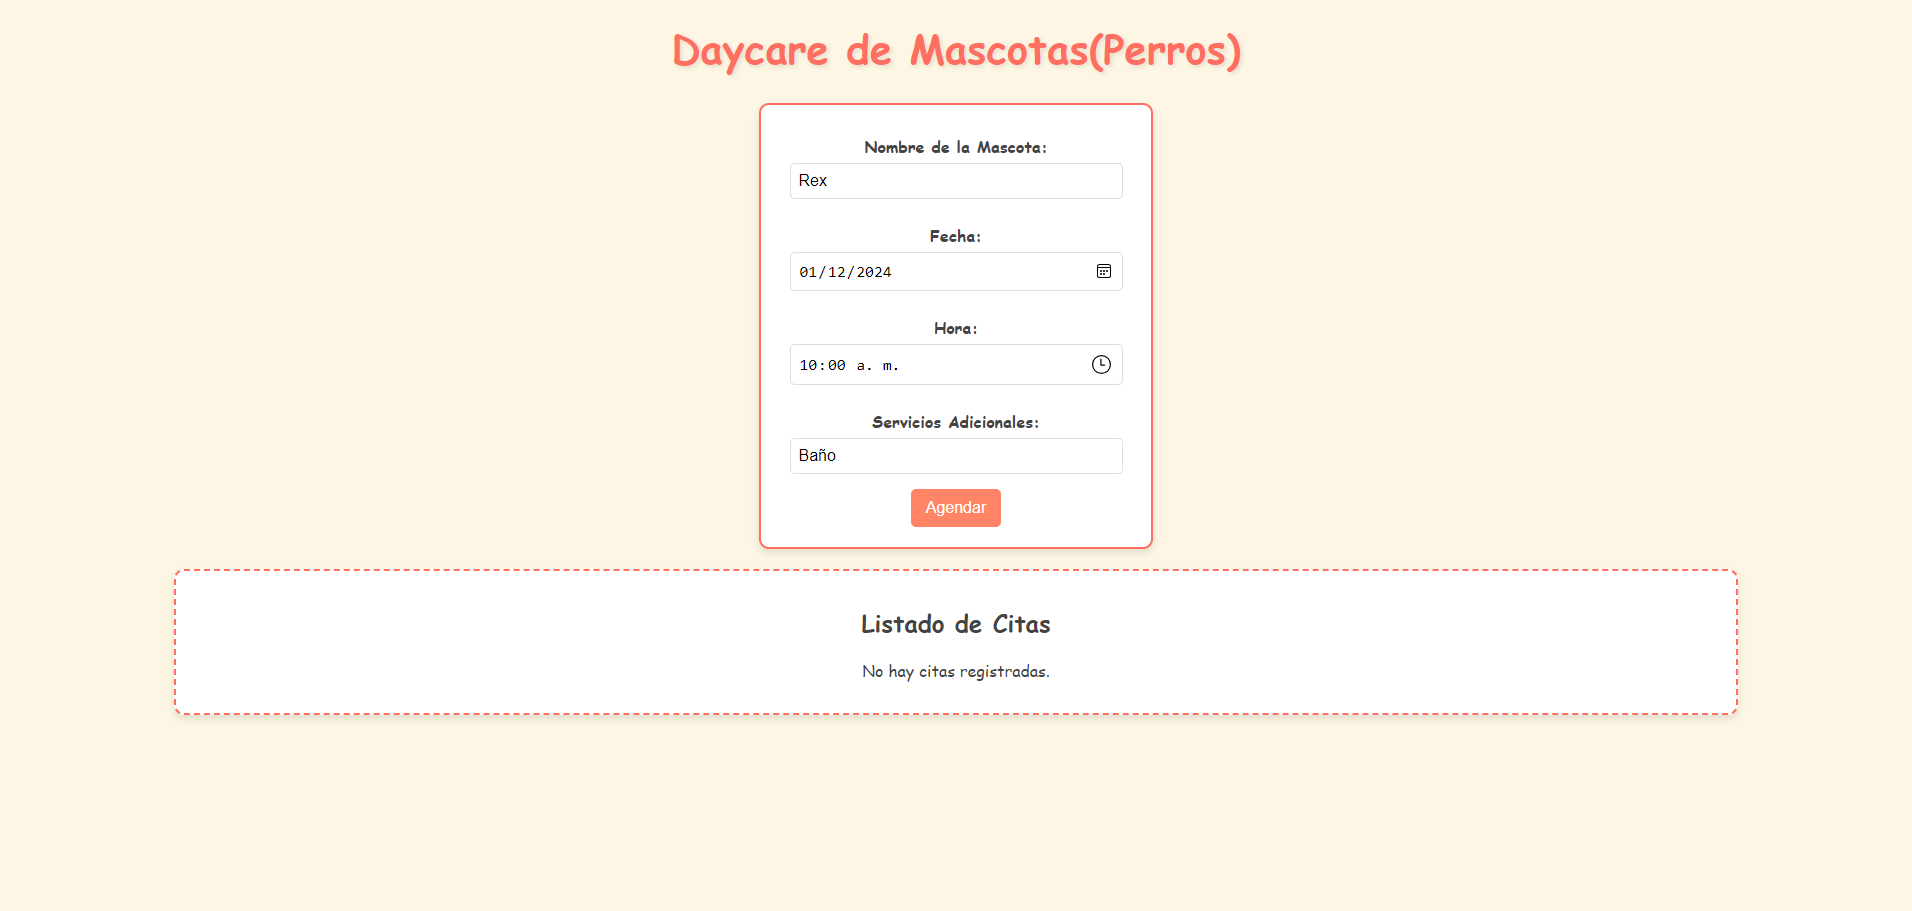 Daycare de Mascotas(Perros)
Nombre de la Mascota:
Rex
Fecha:
01/12/2024
Hora:
10:00 a. m.
Servicios Adicionales:
Baño
Agendar
Listado de Citas
No hay citas registradas.